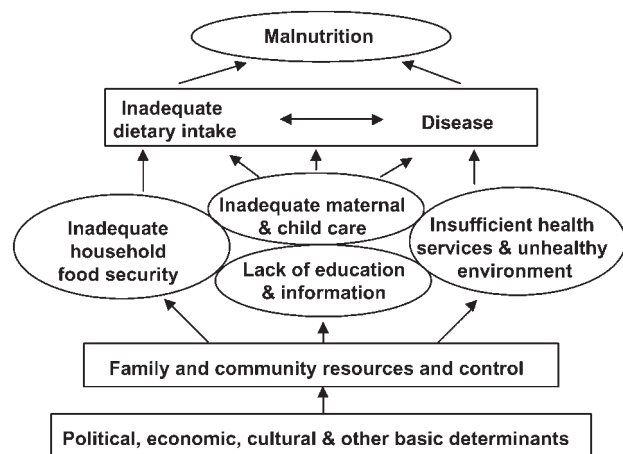 Malnutrition
Inadequate
dietary intake
Disease
Inadequate maternal
& child care
Inadequate
household
food security
Insufficient health
services & unhealthy
environment
Lack of education
& information
Family and community resources and control
Political, economic, cultural & other basic determinants